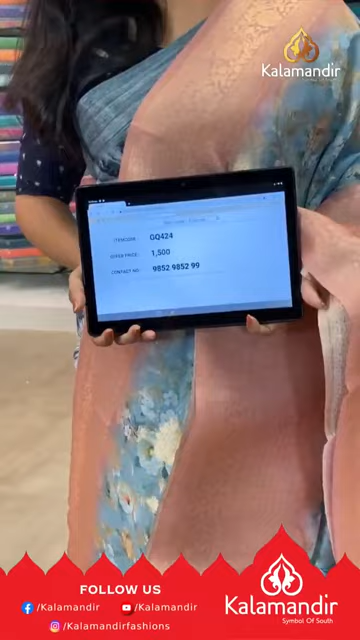 Kalamandir
ITEMCODE: GQ424
OFFER PRICE: 1,500
CONTACT NO: 9852 9852 99
FOLLOW US
/Kalamandir
/Kalamandir
/Kalamandirfashions
Kalamandir
Symbol Of South